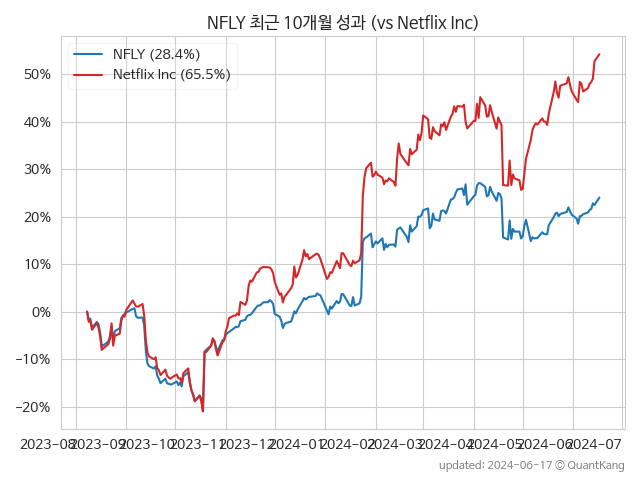 NFLY 최근 10개월 성과 (vs Netflix Inc)
NFLY (28.4%)
Netflix Inc (65.5%)
50%
40%
30%
20%
10%
0%
−10%
−20%
2023−08 2023−09 2023−10 2023−11 2023−12 2024−01 2024−02 2024−03 2024−04 2024−05 2024−06 2024−07
updated: 2024-06-17 © QuantKang